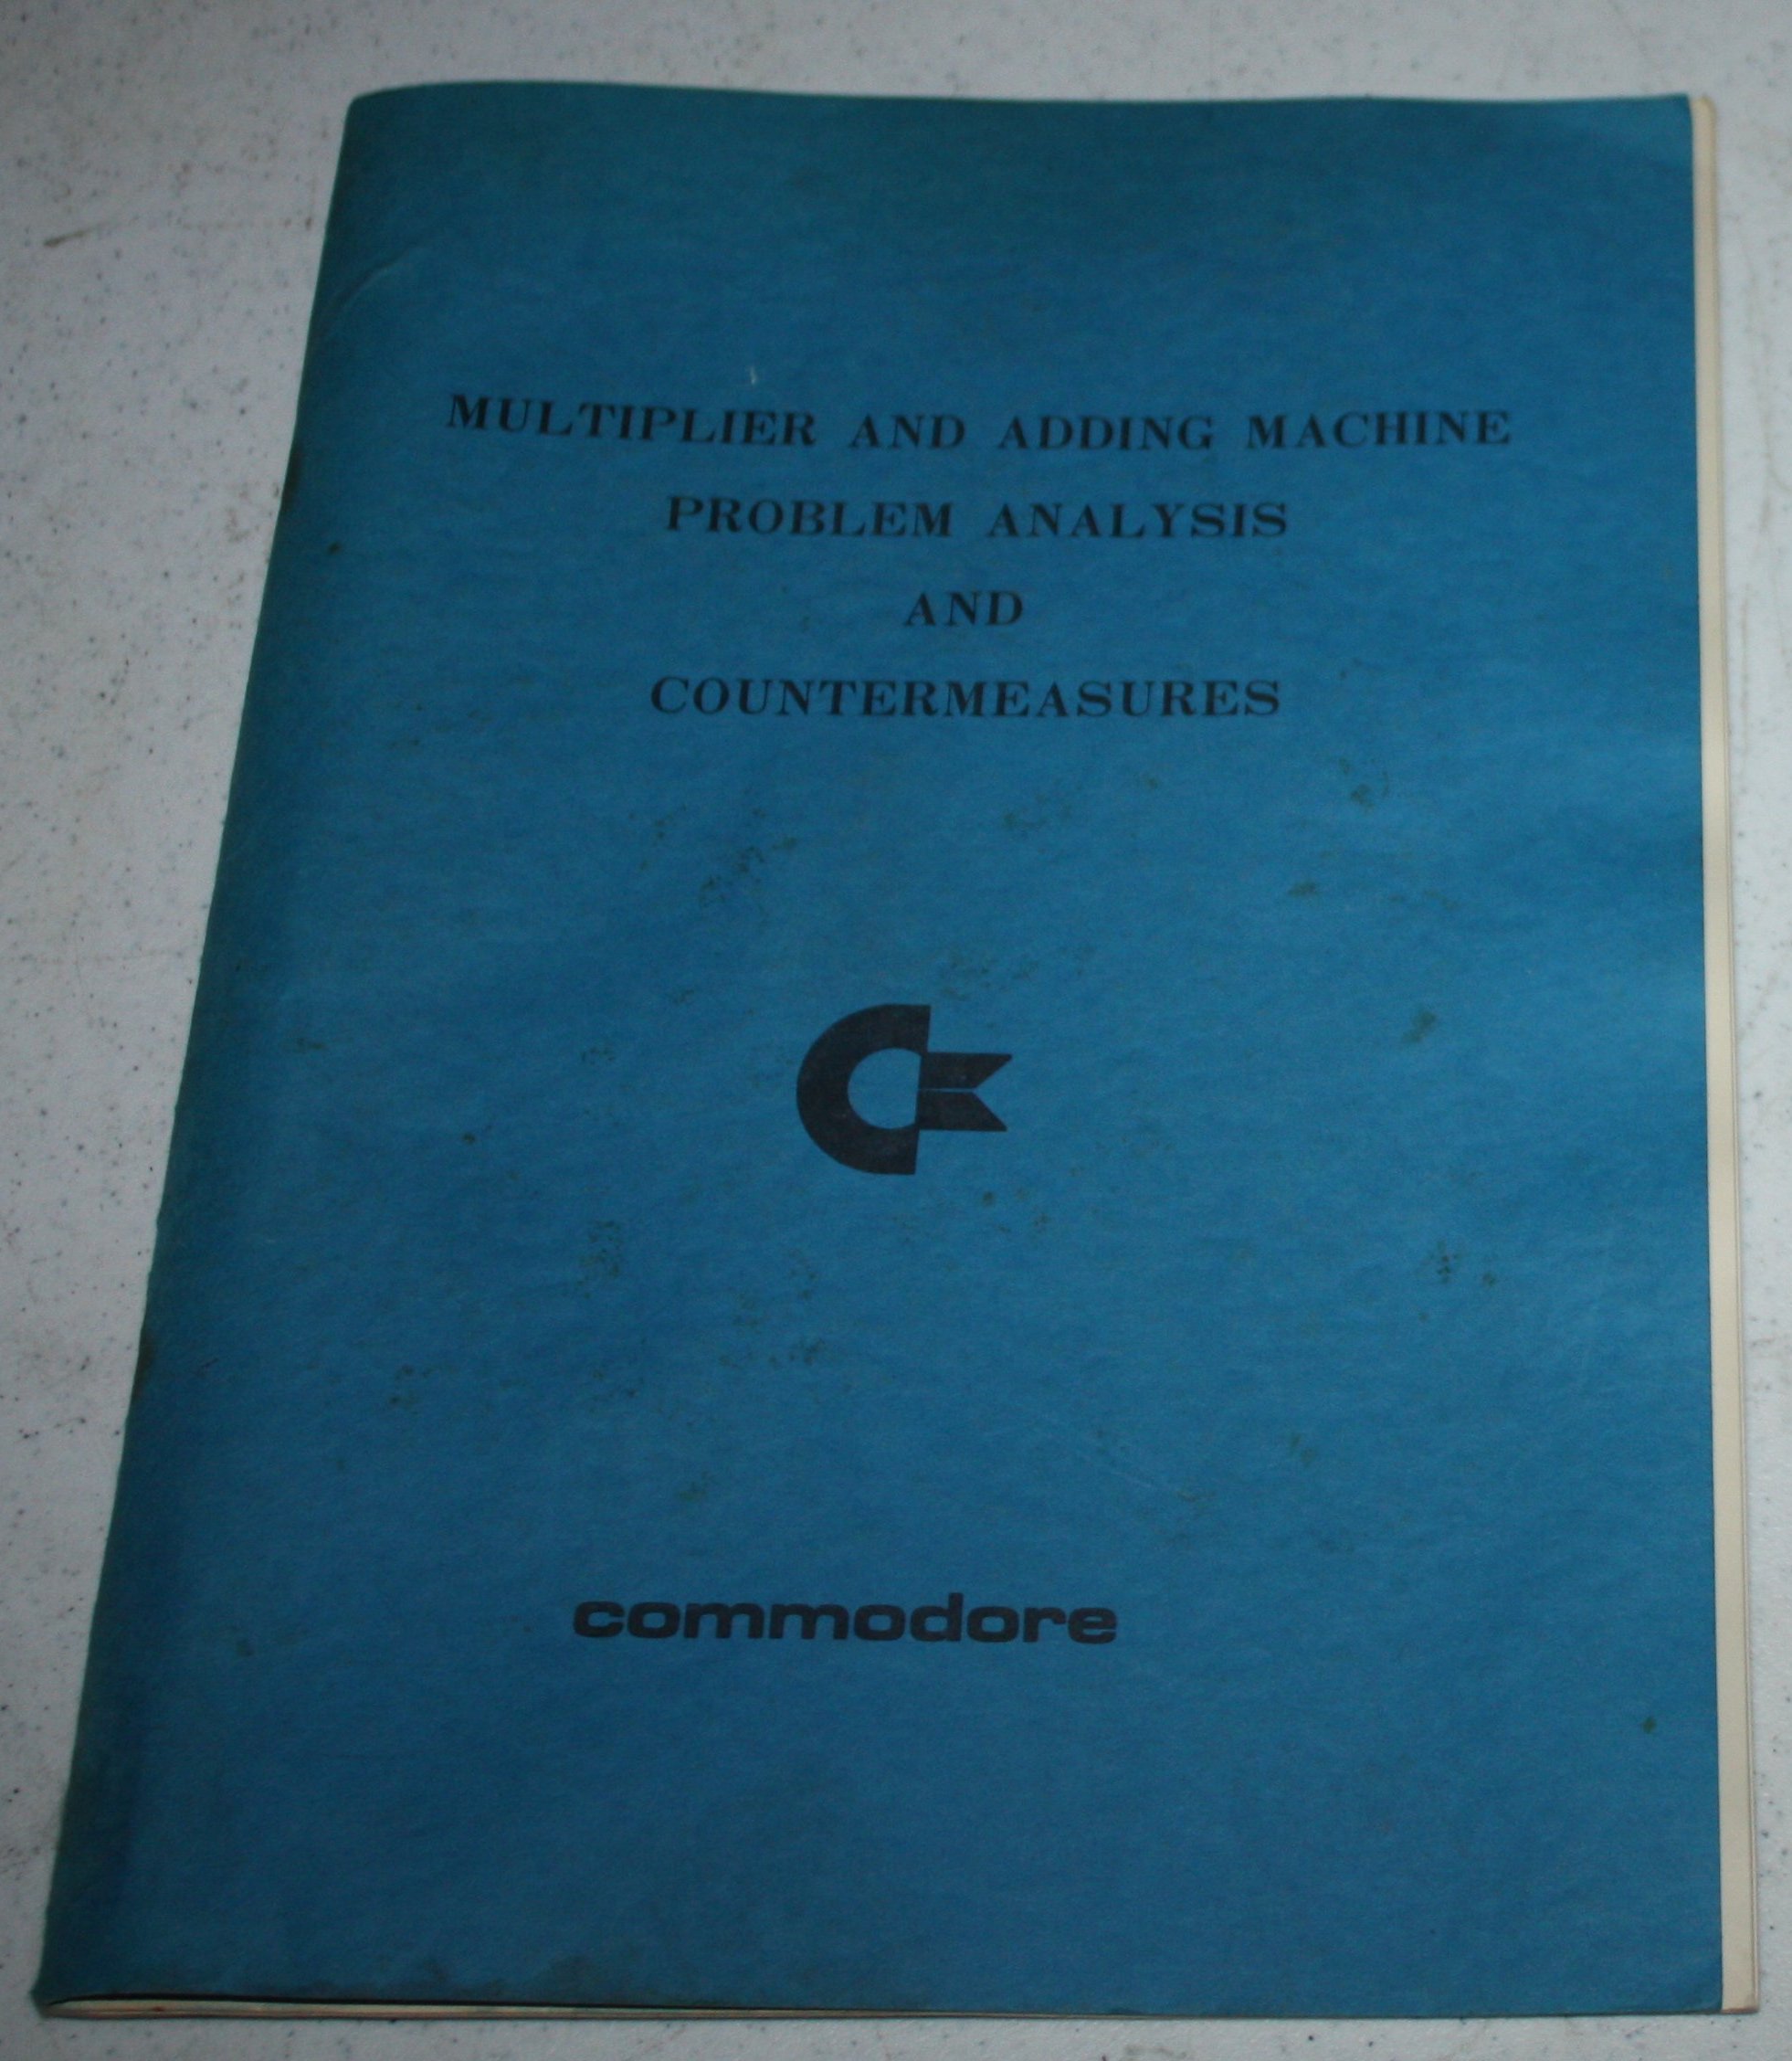 MULTIPLIER AND ADDING MACHINE
PROBLEM ANALYSIS
AND
COUNTERMEASURES
commodore